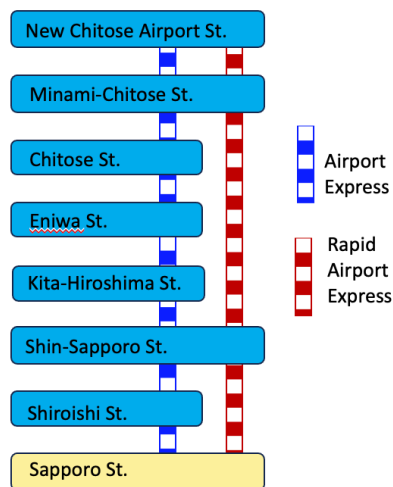 New Chitose Airport St.
Minami-Chitose St.
Chitose St.
Eniwa St.
Kita-Hiroshima St.
Shin-Sapporo St.
Shiroishi St.
Sapporo St.
Airport
Express
Rapid
Airport
Express